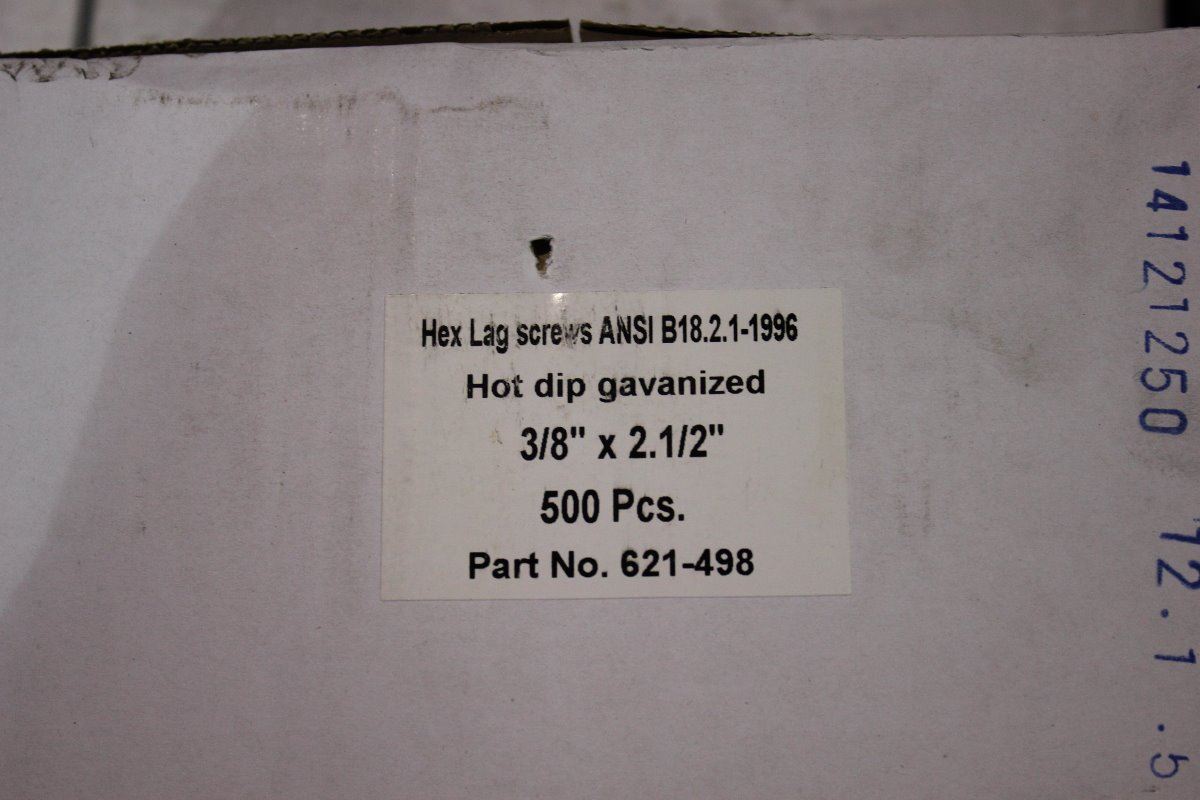 Hex Lag screws ANSI B18.2.1-1996
Hot dip gavanized
3/8" x 2.1/2"
500 Pcs.
Part No. 621-498
14121250 12.1.5